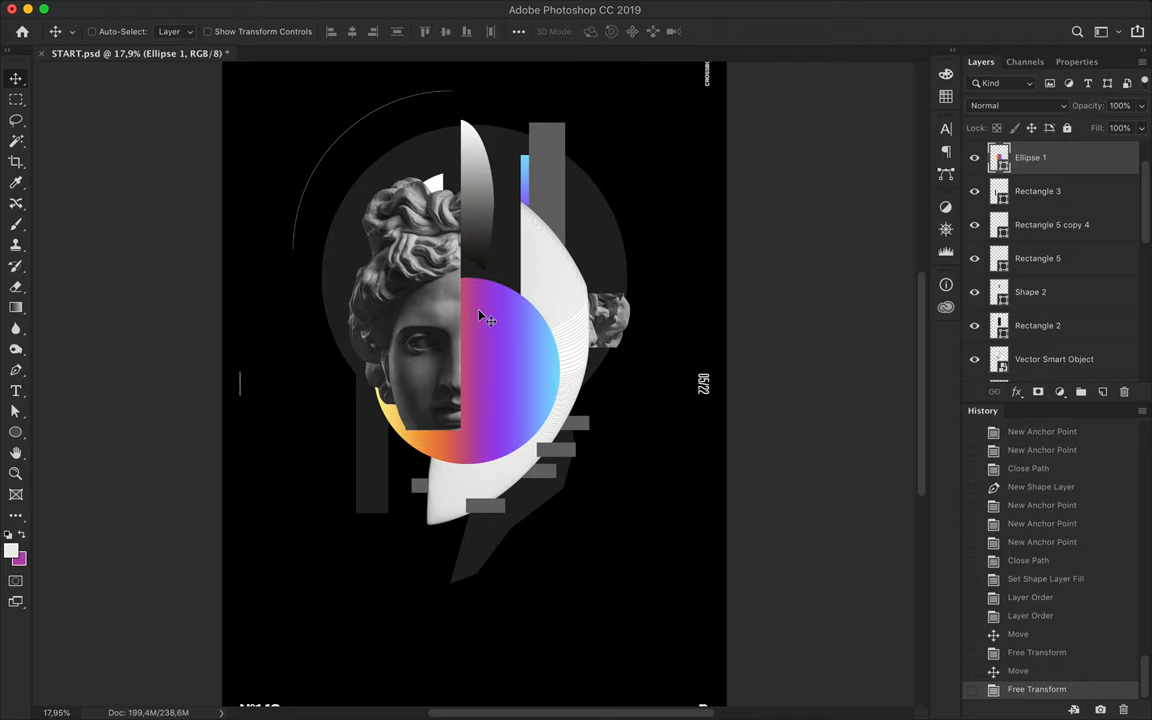 Adobe Photoshop CC 2019
Auto-Select:
Layer
Show Transform Controls
3D Mode:
START.psd @ 17,9% (Ellipse 1, RGB/8) *
CROSSBO
05/22
Nº140
17,95%
Doc: 199,4M/238,6M
Layers
Channels
Properties
Kind
Normal
Opacity:
100%
Lock:
Fill:
100%
Ellipse 1
Rectangle 3
Rectangle 5 copy 4
Rectangle 5
Shape 2
Rectangle 2
Vector Smart Object
History
New Anchor Point
New Anchor Point
Close Path
New Shape Layer
New Anchor Point
New Anchor Point
New Anchor Point
Close Path
Set Shape Layer Fill
Layer Order
Layer Order
Move
Free Transform
Move
Free Transform